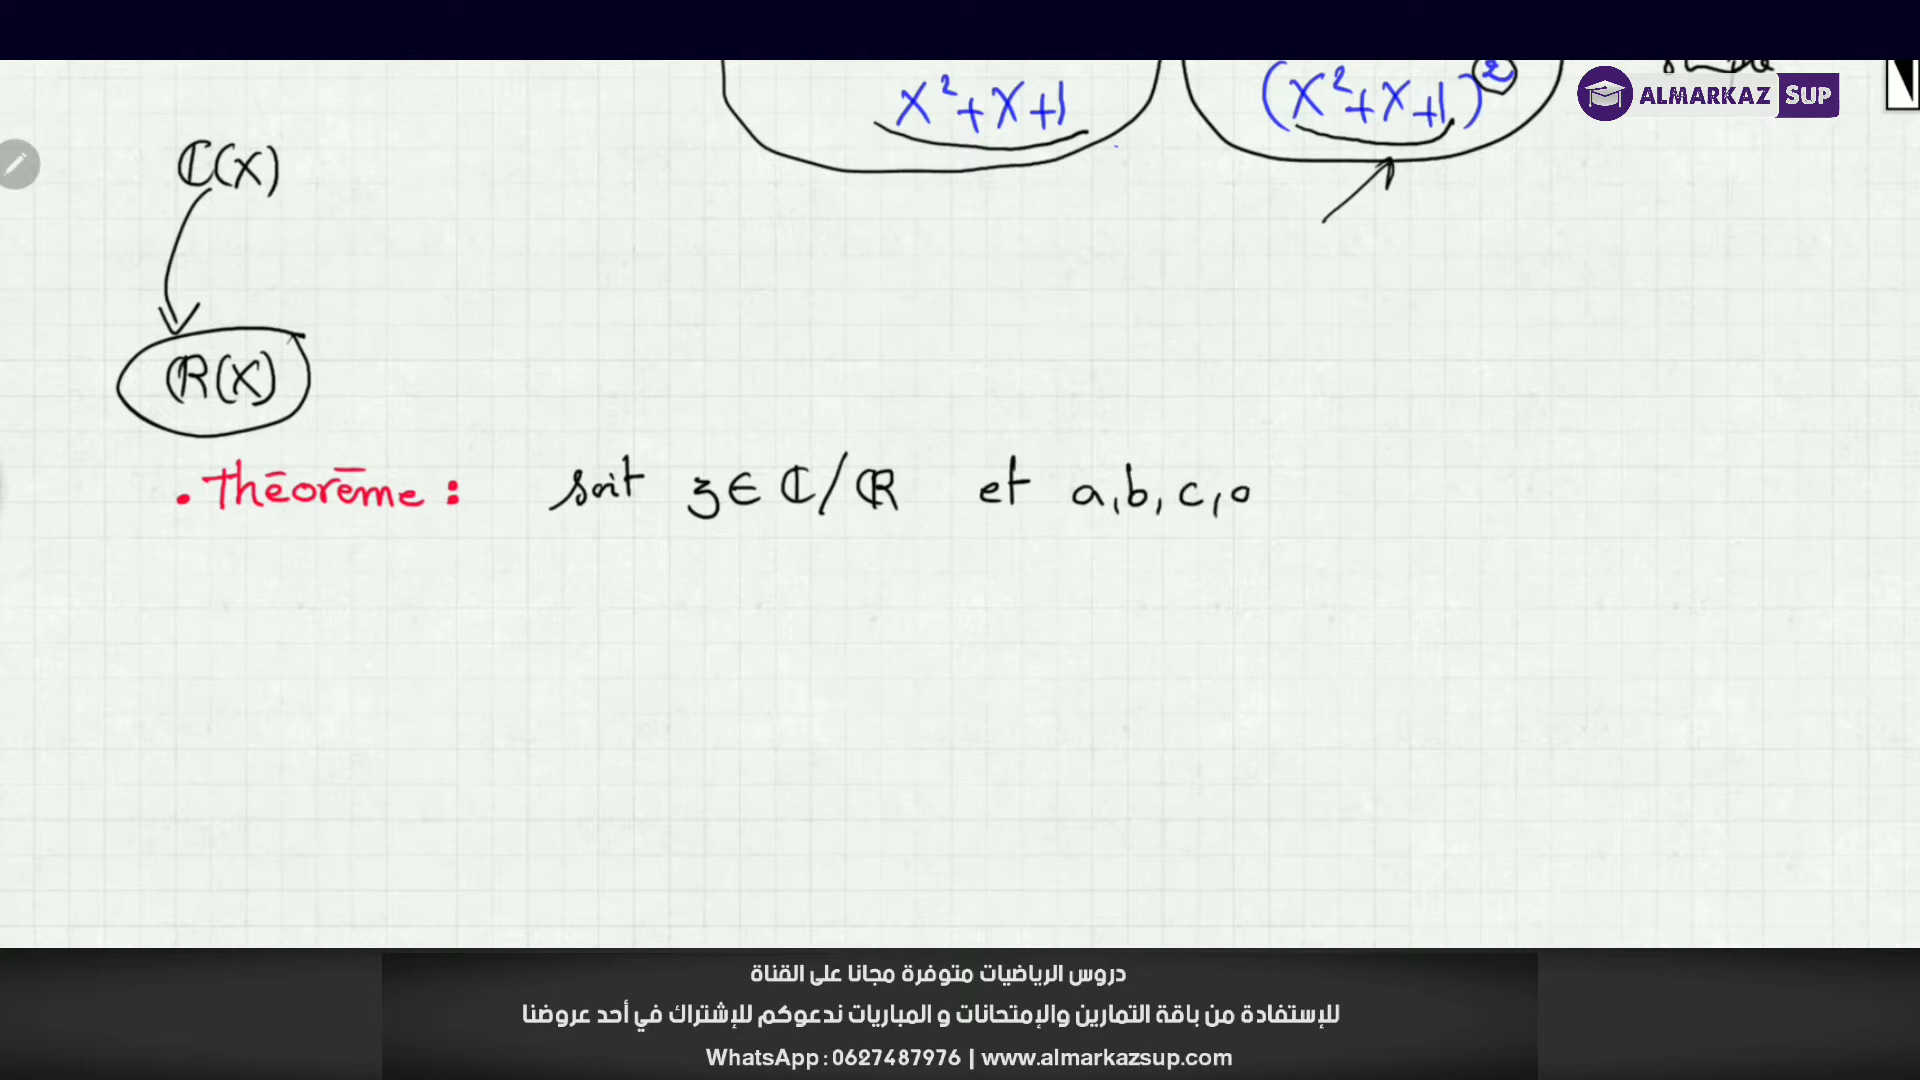 X²+X+1
(X²+X+1)²
ALMARKAZ SUP
ℂ(X)
ℝ(X)
• théorème : soit z ∈ ℂ/ℝ et a, b, c, o
دروس الرياضيات متوفرة مجانا على القناة
للإستفادة من باقة التمارين والإمتحانات و المباريات ندعوكم للإشتراك في أحد عروضنا
WhatsApp : 0627487976 | www.almarkazsup.com